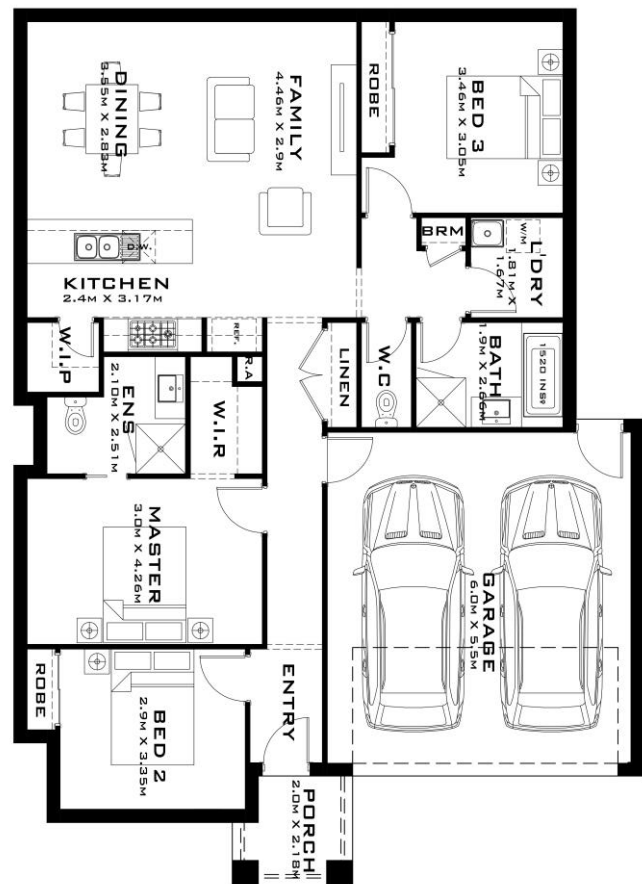 DINING
3.55M X 2.83M
FAMILY
4.46M X 2.9M
ROBE
BED 3
3.46M X 3.05M
BRM
W/M
L'DRY
1.81M X
1.67M
D.W.
KITCHEN
2.4M X 3.17M
W.I.P
REF.
R.A
LINEN
W.C
BATH
1.9M X 2.66M
1520 INSº
ENS
2.10M X 2.51M
W.I.R
MASTER
3.0M X 4.26M
GARAGE
6.0M X 5.5M
ROBE
BED 2
2.9M X 3.35M
ENTRY
PORCH
2.0M X 2.18M